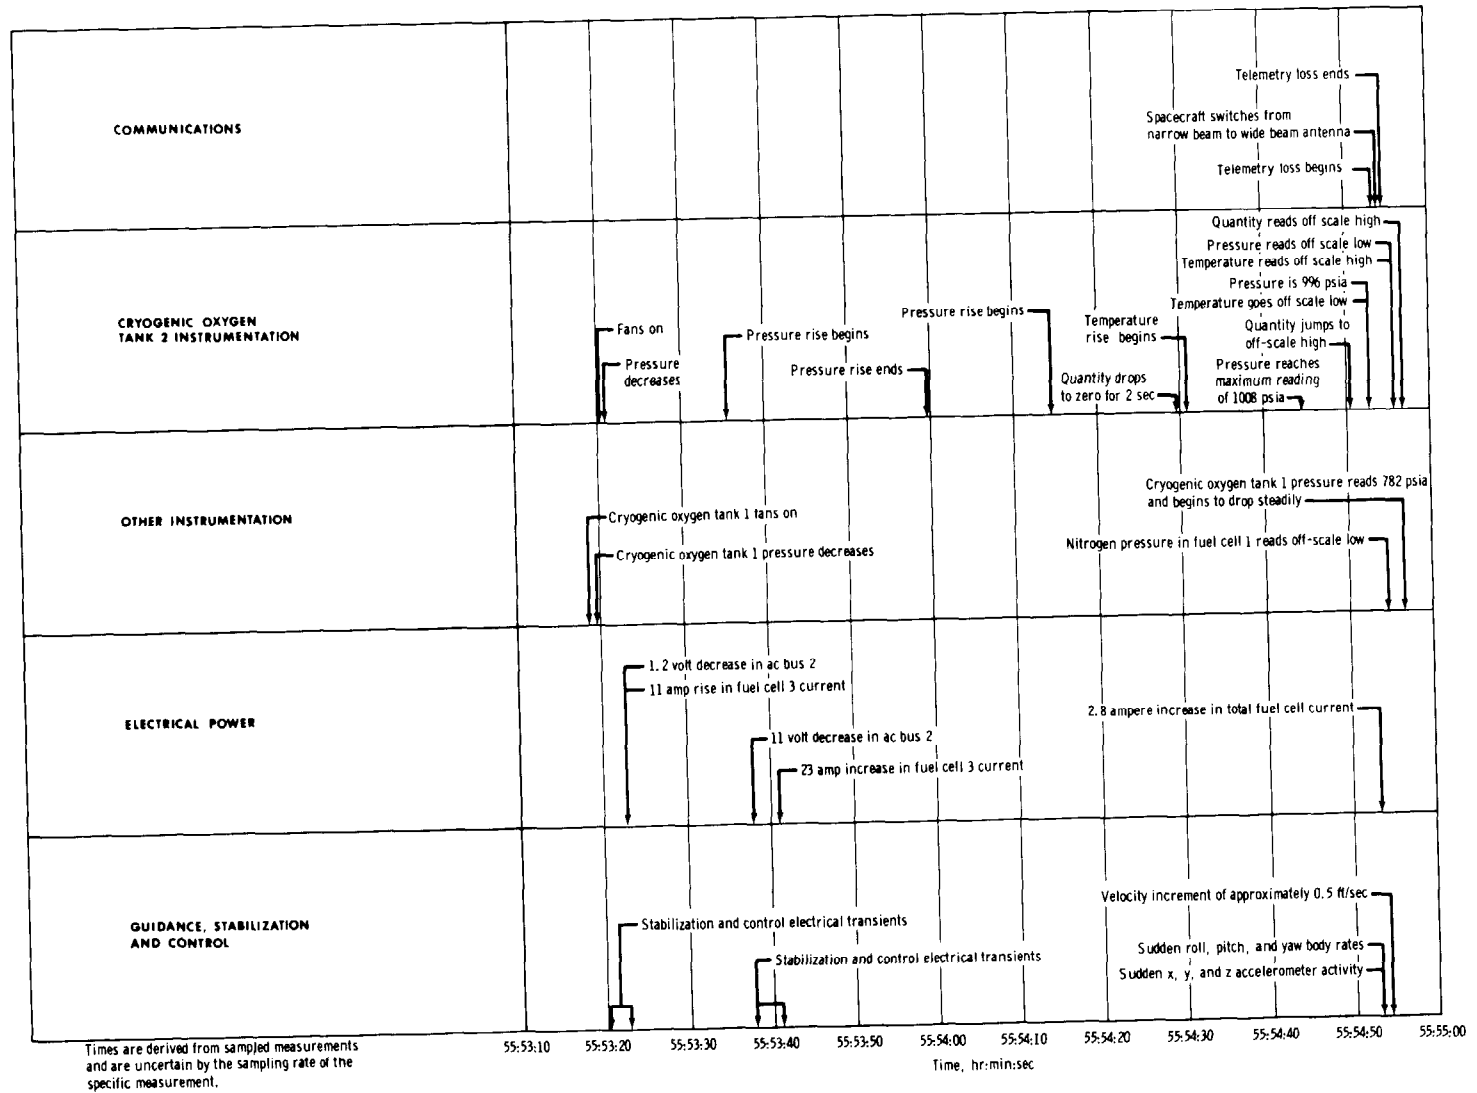 COMMUNICATIONS
Telemetry loss ends
Spacecraft switches from
narrow beam to wide beam antenna
Telemetry loss begins
CRYOGENIC OXYGEN
TANK 2 INSTRUMENTATION
Fans on
Pressure
decreases
Pressure rise begins
Pressure rise ends
Pressure rise begins
Temperature
rise begins
Quantity drops
to zero for 2 sec
Quantity reads off scale high
Pressure reads off scale low
Temperature reads off scale high
Pressure is 996 psia
Temperature goes off scale low
Quantity jumps to
off-scale high
Pressure reaches
maximum reading
of 1008 psia
OTHER INSTRUMENTATION
Cryogenic oxygen tank 1 fans on
Cryogenic oxygen tank 1 pressure decreases
Cryogenic oxygen tank 1 pressure reads 782 psia
and begins to drop steadily
Nitrogen pressure in fuel cell 1 reads off-scale low
ELECTRICAL POWER
1.2 volt decrease in ac bus 2
11 amp rise in fuel cell 3 current
11 volt decrease in ac bus 2
23 amp increase in fuel cell 3 current
2.8 ampere increase in total fuel cell current
GUIDANCE, STABILIZATION
AND CONTROL
Stabilization and control electrical transients
Stabilization and control electrical transients
Velocity increment of approximately 0.5 ft/sec
Sudden roll, pitch, and yaw body rates
Sudden x, y, and z accelerometer activity
Times are derived from sampled measurements
and are uncertain by the sampling rate of the
specific measurement.
55:53:10 55:53:20 55:53:30 55:53:40 55:53:50 55:54:00 55:54:10 55:54:20 55:54:30 55:54:40 55:54:50 55:55:00
Time, hr:min:sec